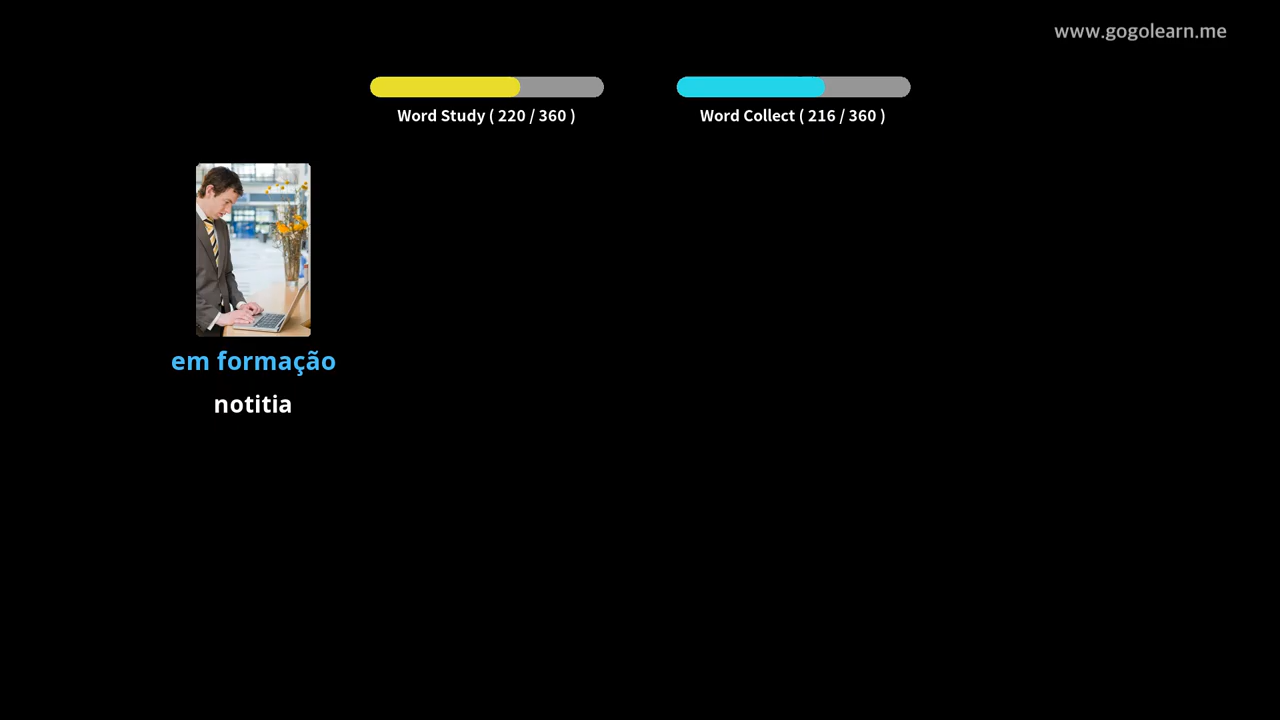 www.gogolearn.me
Word Study ( 220 / 360 )
Word Collect ( 216 / 360 )
em formação
notitia